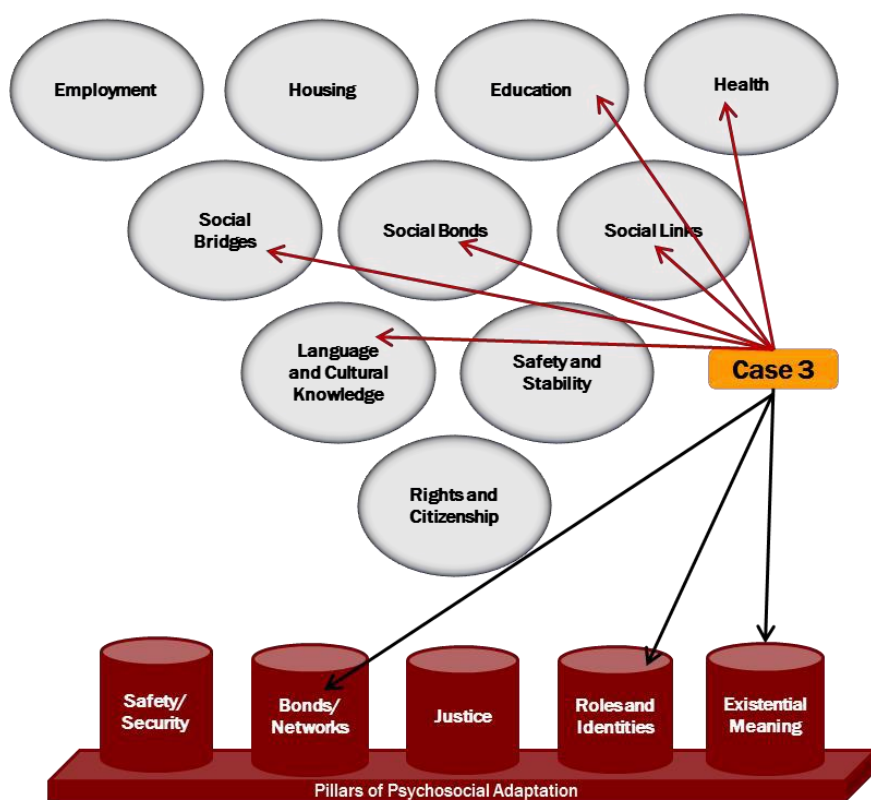 Employment
Housing
Education
Health
Social
Bridges
Social Bonds
Social Links
Language
and Cultural
Knowledge
Safety and
Stability
Case 3
Rights and
Citizenship
Safety/
Security
Bonds/
Networks
Justice
Roles and
Identities
Existential
Meaning
Pillars of Psychosocial Adaptation